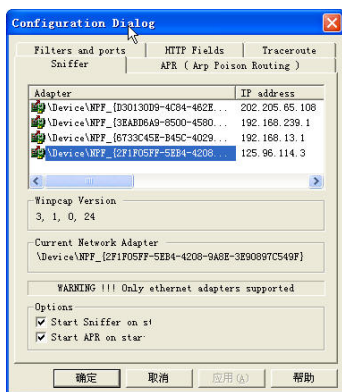 Configuration Dialog
Filters and ports
HTTP Fields
Traceroute
Sniffer
APR ( Arp Poison Routing )
Adapter IP address
\Device\NPF_{D30130D9-4C84-462E... 202.205.65.108
\Device\NPF_{3EABD6A9-8500-4580... 192.168.239.1
\Device\NPF_{6733C45E-B45C-4029... 192.168.13.1
\Device\NPF_{2F1F05FF-5EB4-4208... 125.96.114.3
Winpcap Version
3, 1, 0, 24
Current Network Adapter
\Device\NPF_{2F1F05FF-5EB4-4208-9A8E-3E90897C549F}
WARNING !!! Only ethernet adapters supported
Options
Start Sniffer on st
Start APR on star
确定
取消
应用(A)
帮助